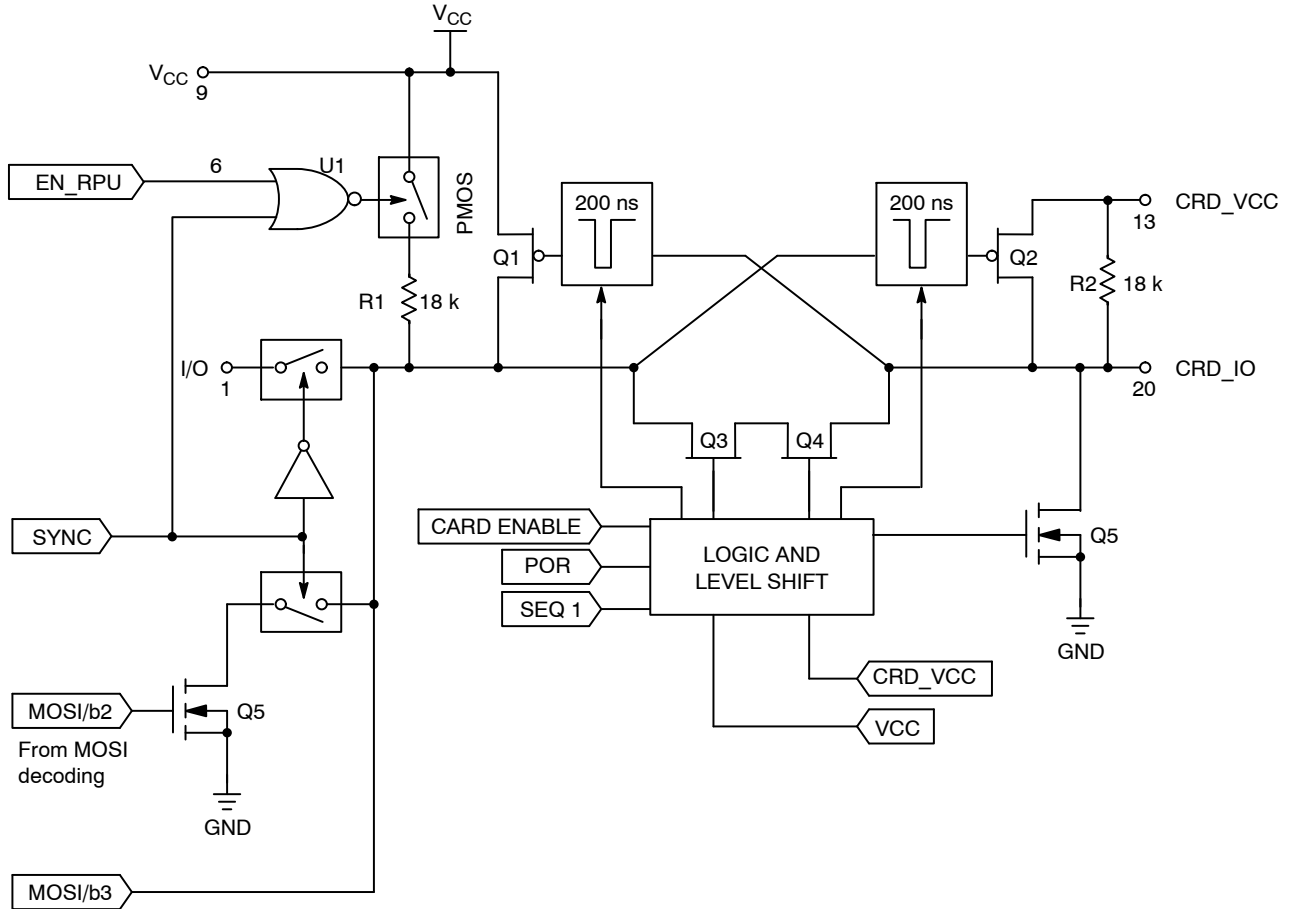 VCC
VCC
9
EN_RPU
6
U1
PMOS
200 ns
200 ns
CRD_VCC
13
Q1
Q2
R1
18 k
R2
18 k
I/O
1
CRD_IO
20
Q3
Q4
SYNC
CARD ENABLE
POR
SEQ 1
LOGIC AND
LEVEL SHIFT
Q5
GND
CRD_VCC
VCC
MOSI/b2
Q5
From MOSI
decoding
GND
MOSI/b3